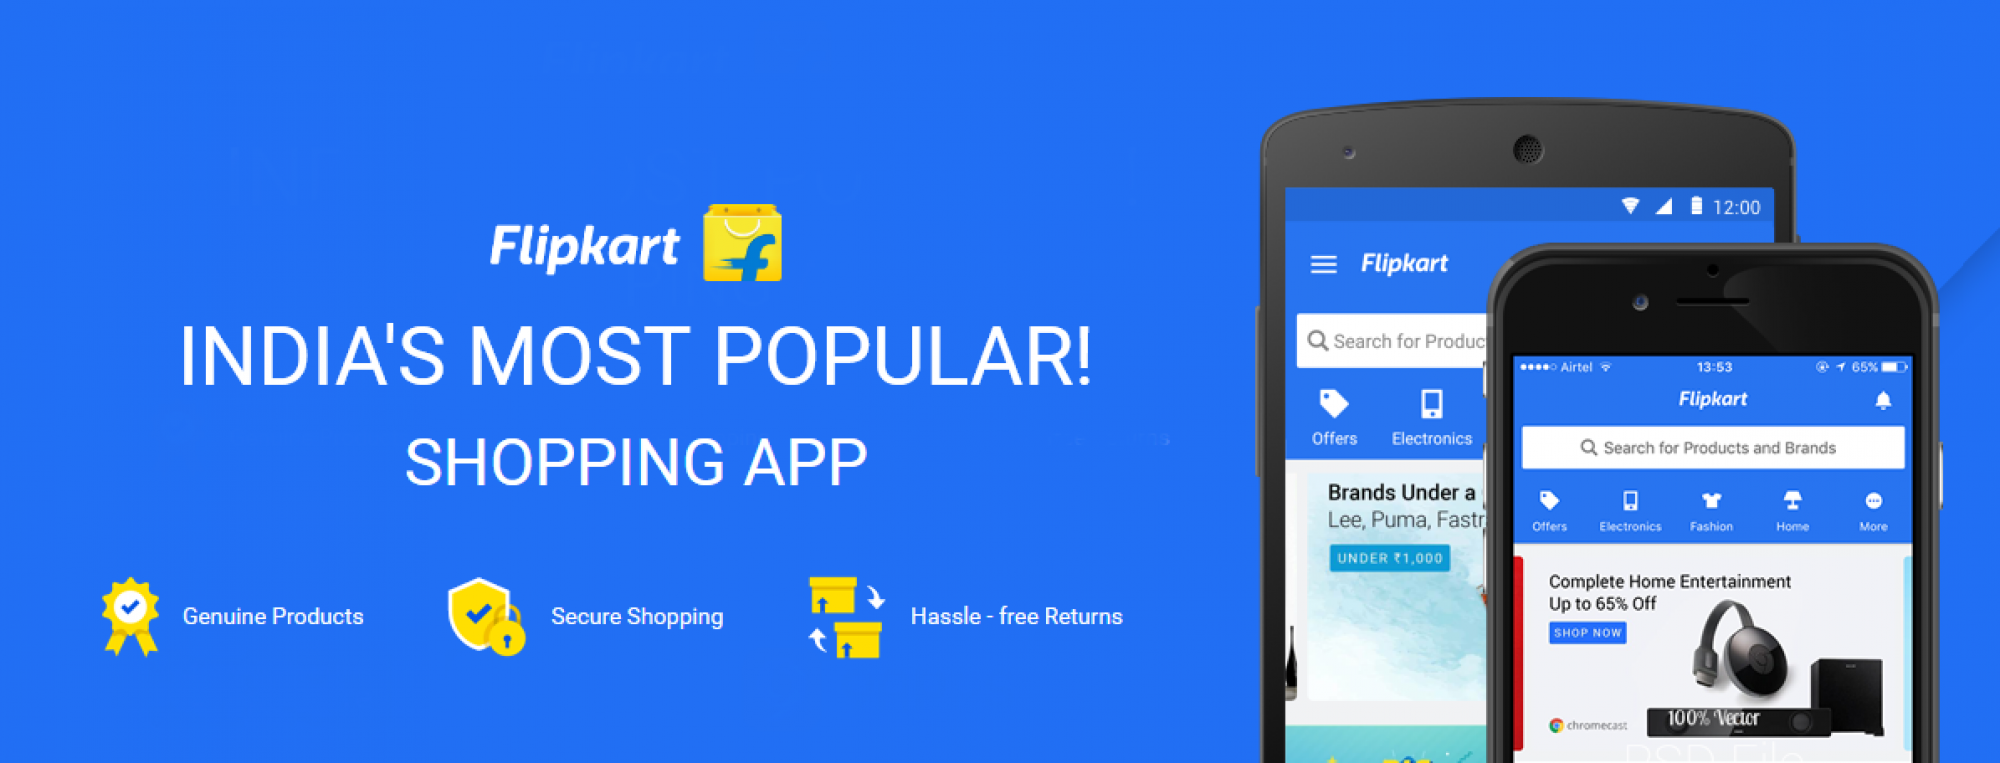 Flipkart
INDIA'S MOST POPULAR!
SHOPPING APP
Genuine Products
Secure Shopping
Hassle - free Returns
12:00
Flipkart
Search for Produc
Offers
Electronics
Brands Under a
Lee, Puma, Fastr
UNDER ₹1,000
Airtel
13:53
65%
Flipkart
Search for Products and Brands
Offers
Electronics
Fashion
Home
More
Complete Home Entertainment
Up to 65% Off
SHOP NOW
chromecast
100% Vector
PSD File